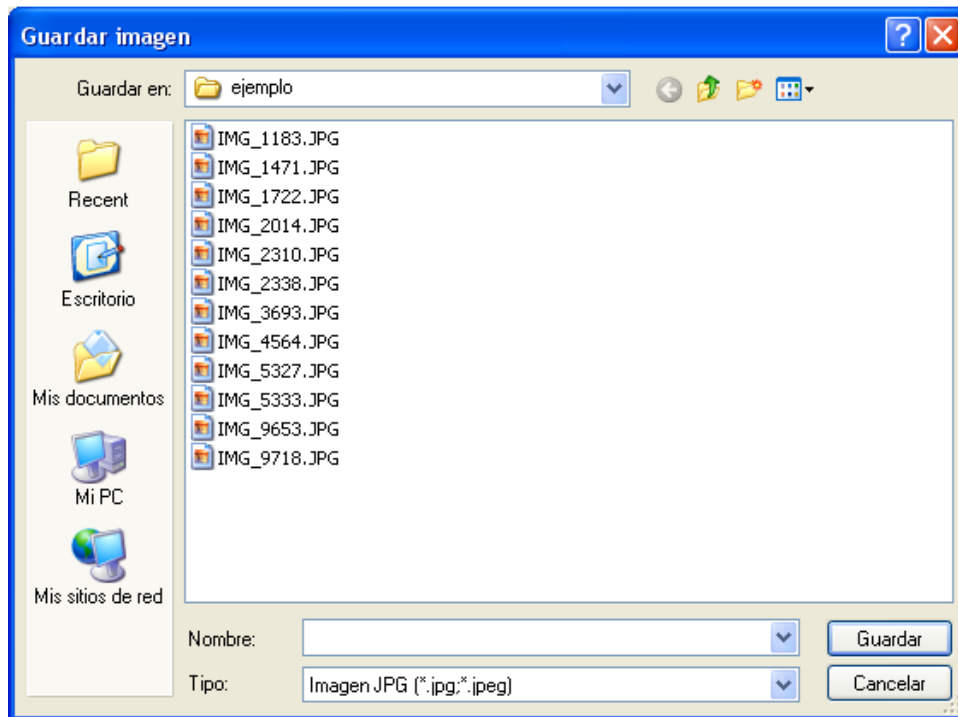 Guardar imagen
Guardar en: ejemplo
Recent
Escritorio
Mis documentos
Mi PC
Mis sitios de red
IMG_1183.JPG
IMG_1471.JPG
IMG_1722.JPG
IMG_2014.JPG
IMG_2310.JPG
IMG_2338.JPG
IMG_3693.JPG
IMG_4564.JPG
IMG_5327.JPG
IMG_5333.JPG
IMG_9653.JPG
IMG_9718.JPG
Nombre: Guardar
Tipo: Imagen JPG (*.jpg;*.jpeg) Cancelar